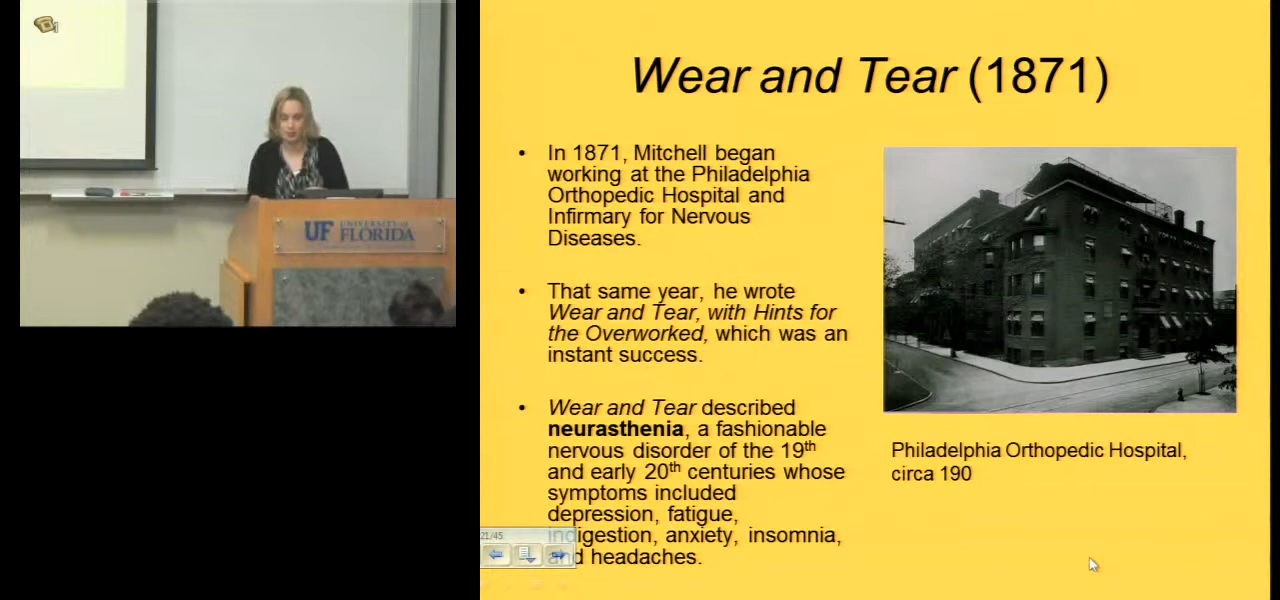 Wear and Tear (1871)
• In 1871, Mitchell began
working at the Philadelphia
Orthopedic Hospital and
Infirmary for Nervous
Diseases.
• That same year, he wrote
Wear and Tear, with Hints for
the Overworked, which was an
instant success.
• Wear and Tear described
neurasthenia, a fashionable
nervous disorder of the 19th
and early 20th centuries whose
symptoms included
depression, fatigue,
indigestion, anxiety, insomnia,
and headaches.
Philadelphia Orthopedic Hospital,
circa 190
UF UNIVERSITY of
FLORIDA
21/45